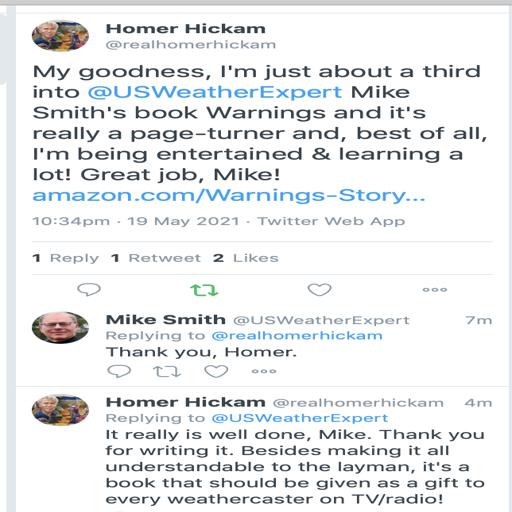 Homer Hickam
@realhomerhickam
My goodness, I'm just about a third
into @USWeatherExpert Mike
Smith's book Warnings and it's
really a page-turner and, best of all,
I'm being entertained & learning a
lot! Great job, Mike!
amazon.com/Warnings-Story...
10:34pm · 19 May 2021 · Twitter Web App
1 Reply 1 Retweet 2 Likes
Mike Smith @USWeatherExpert 7m
Replying to @realhomerhickam
Thank you, Homer.
Homer Hickam @realhomerhickam 4m
Replying to @USWeatherExpert
It really is well done, Mike. Thank you
for writing it. Besides making it all
understandable to the layman, it's a
book that should be given as a gift to
every weathercaster on TV/radio!